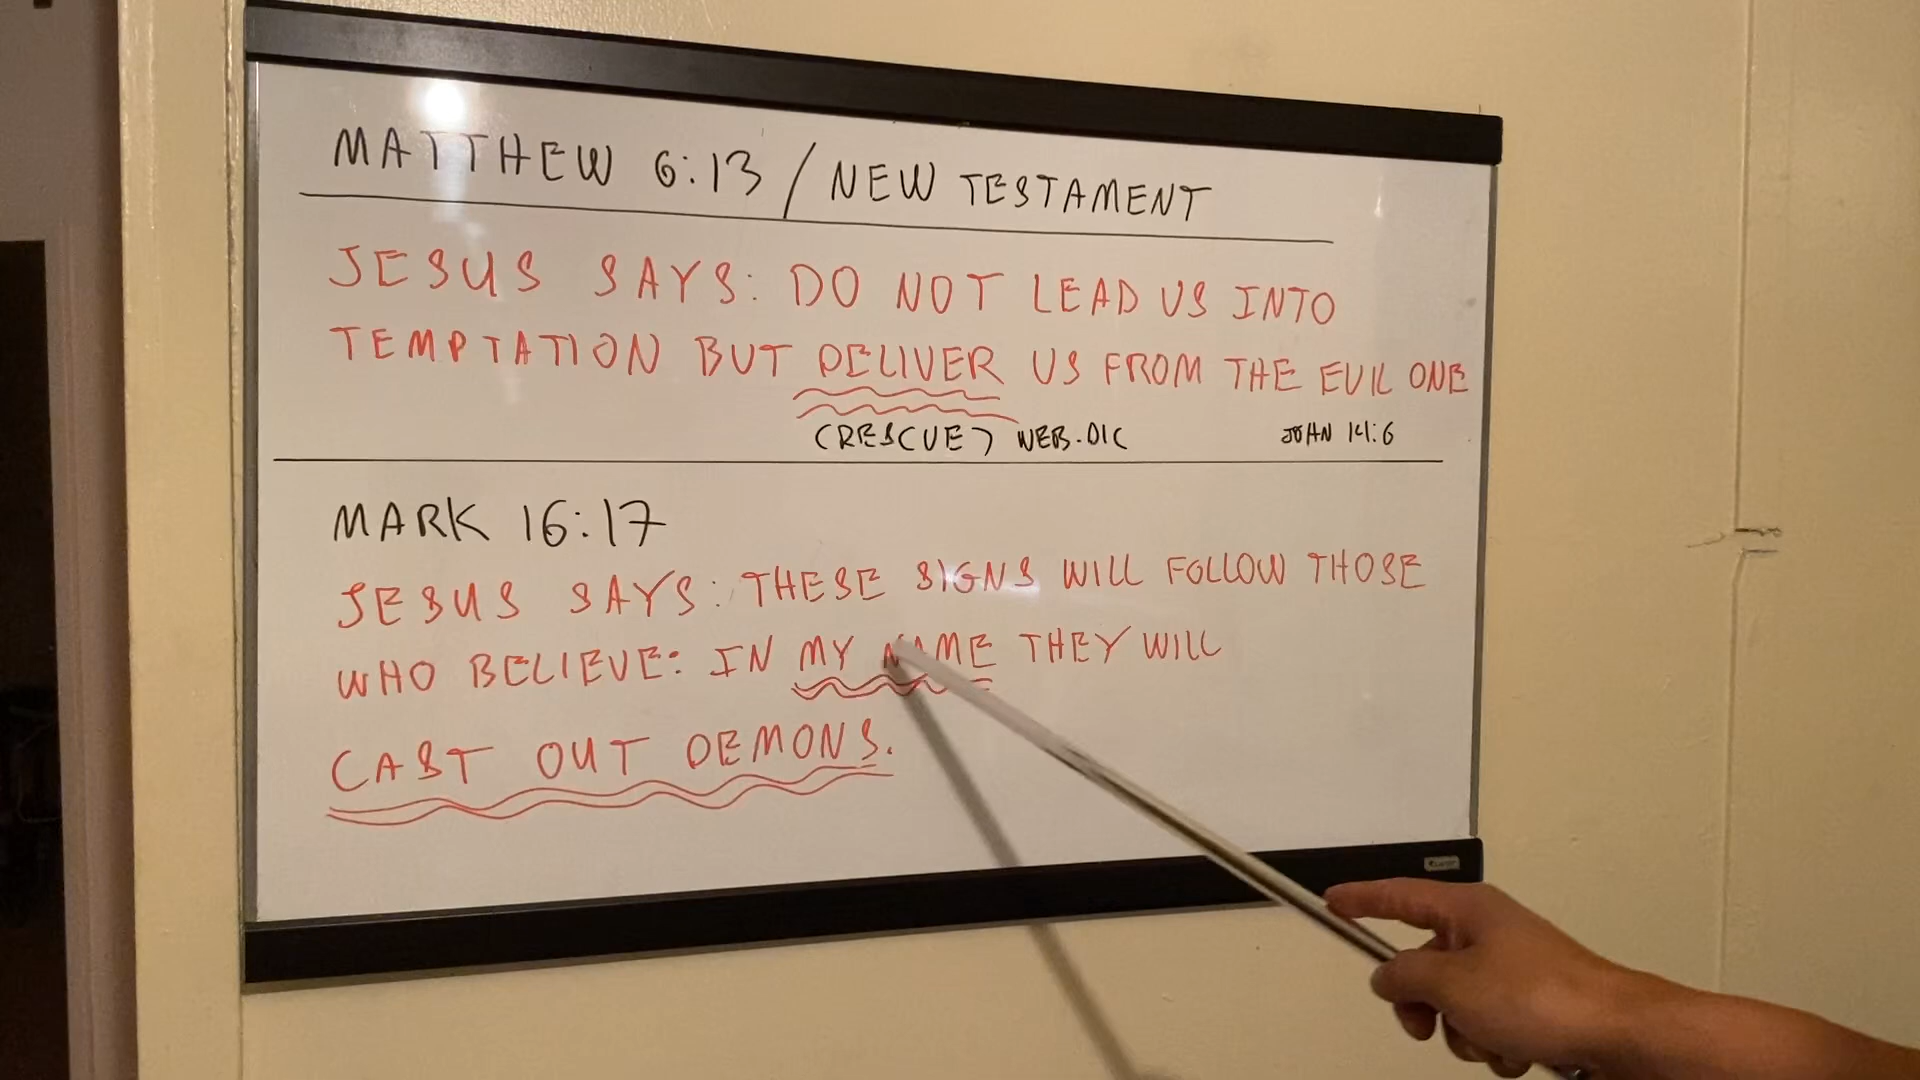 MATTHEW 6:13 / NEW TESTAMENT
JESUS SAYS: DO NOT LEAD US INTO
TEMPTATION BUT DELIVER US FROM THE EVIL ONE
(RESCUE) WEB.DIC JOHN 14:6
MARK 16:17
JESUS SAYS: THESE SIGNS WILL FOLLOW THOSE
WHO BELIEVE: IN MY NAME THEY WILL
CAST OUT DEMONS.